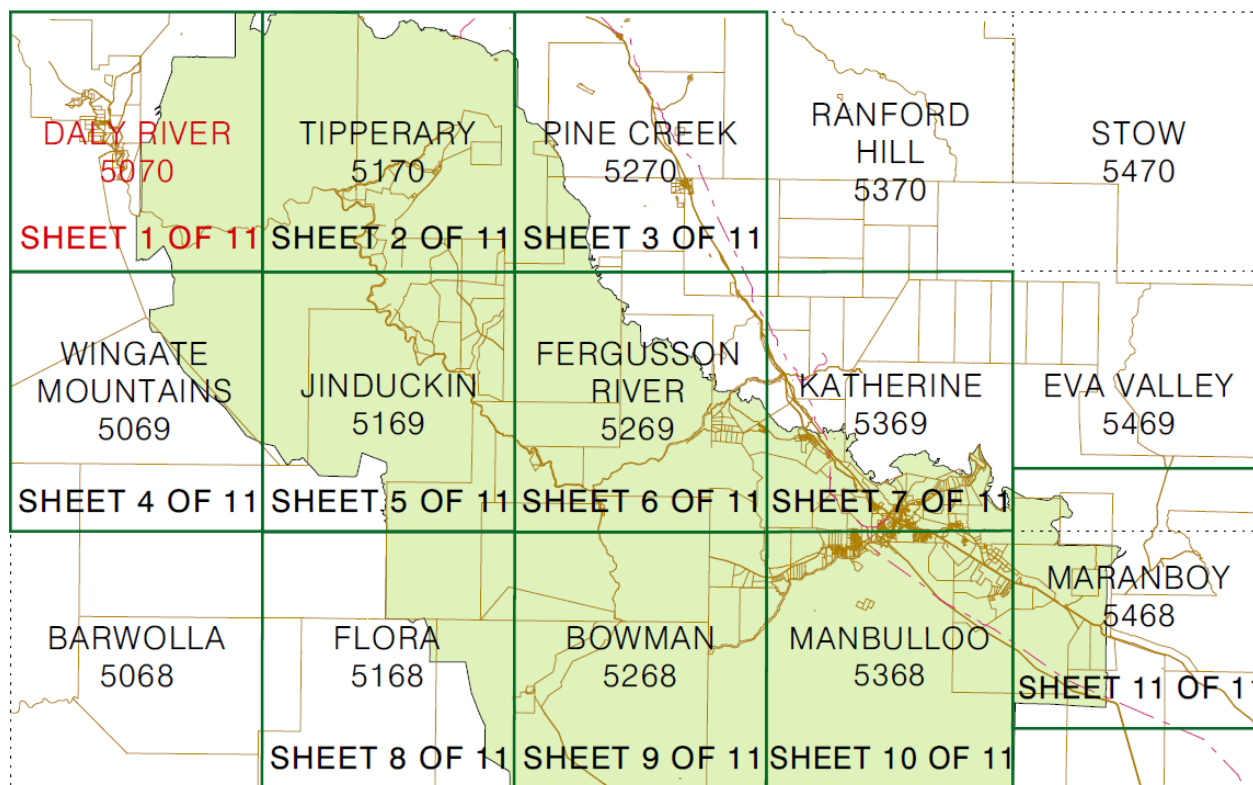 DALY RIVER
5070
SHEET 1 OF 11
TIPPERARY
5170
SHEET 2 OF 11
PINE CREEK
5270
SHEET 3 OF 11
RANFORD
HILL
5370
STOW
5470
WINGATE
MOUNTAINS
5069
SHEET 4 OF 11
JINDUCKIN
5169
SHEET 5 OF 11
FERGUSSON
RIVER
5269
SHEET 6 OF 11
KATHERINE
5369
SHEET 7 OF 11
EVA VALLEY
5469
BARWOLLA
5068
FLORA
5168
SHEET 8 OF 11
BOWMAN
5268
SHEET 9 OF 11
MANBULLOO
5368
SHEET 10 OF 11
MARANBOY
5468
SHEET 11 OF 11